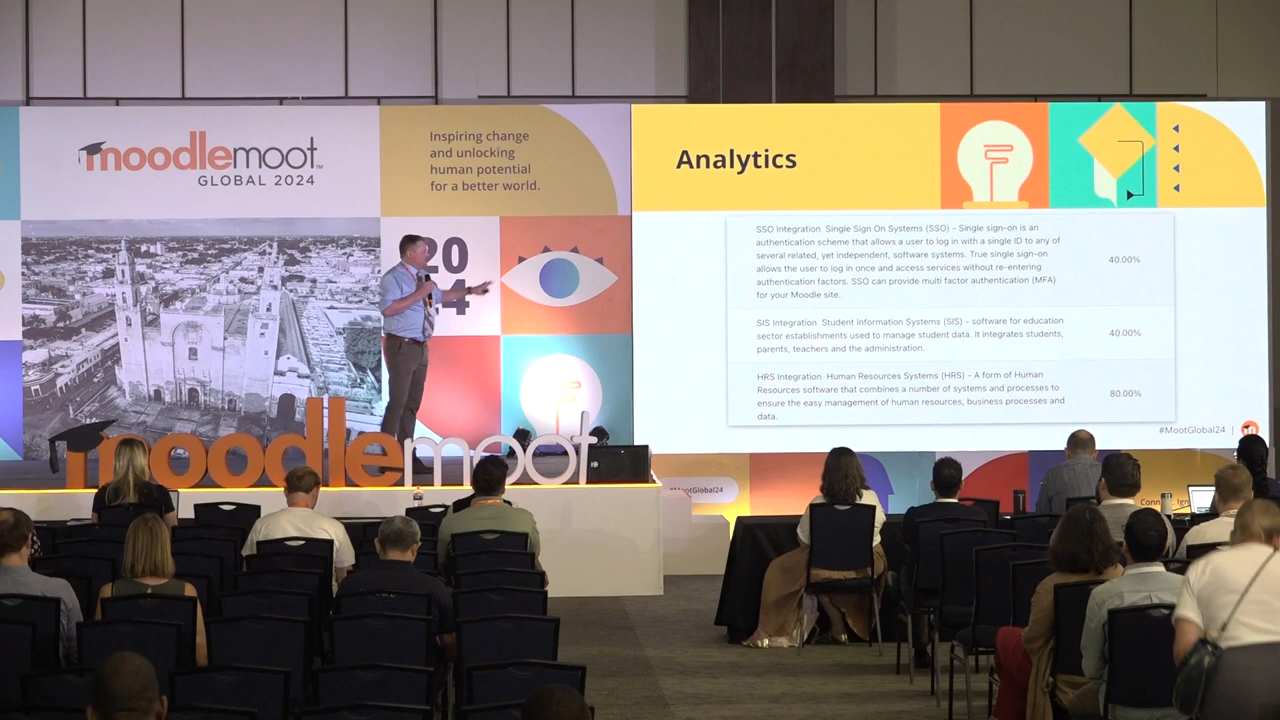 moodlemoot™
GLOBAL 2024
Inspiring change
and unlocking
human potential
for a better world.
20
24
moodlemoot
Analytics
SSO Integration Single Sign On Systems (SSO) - Single sign-on is an
authentication scheme that allows a user to log in with a single ID to any of
several related, yet independent, software systems. True single sign-on
allows the user to log in once and access services without re-entering
authentication factors. SSO can provide multi factor authentication (MFA)
for your Moodle site.
40.00%
SIS Integration Student Information Systems (SIS) - software for education
sector establishments used to manage student data. It integrates students,
parents, teachers and the administration.
40.00%
HRS Integration Human Resources Systems (HRS) - A form of Human
Resources software that combines a number of systems and processes to
ensure the easy management of human resources, business processes and
data.
80.00%
#MootGlobal24 | m
#MootGlobal24